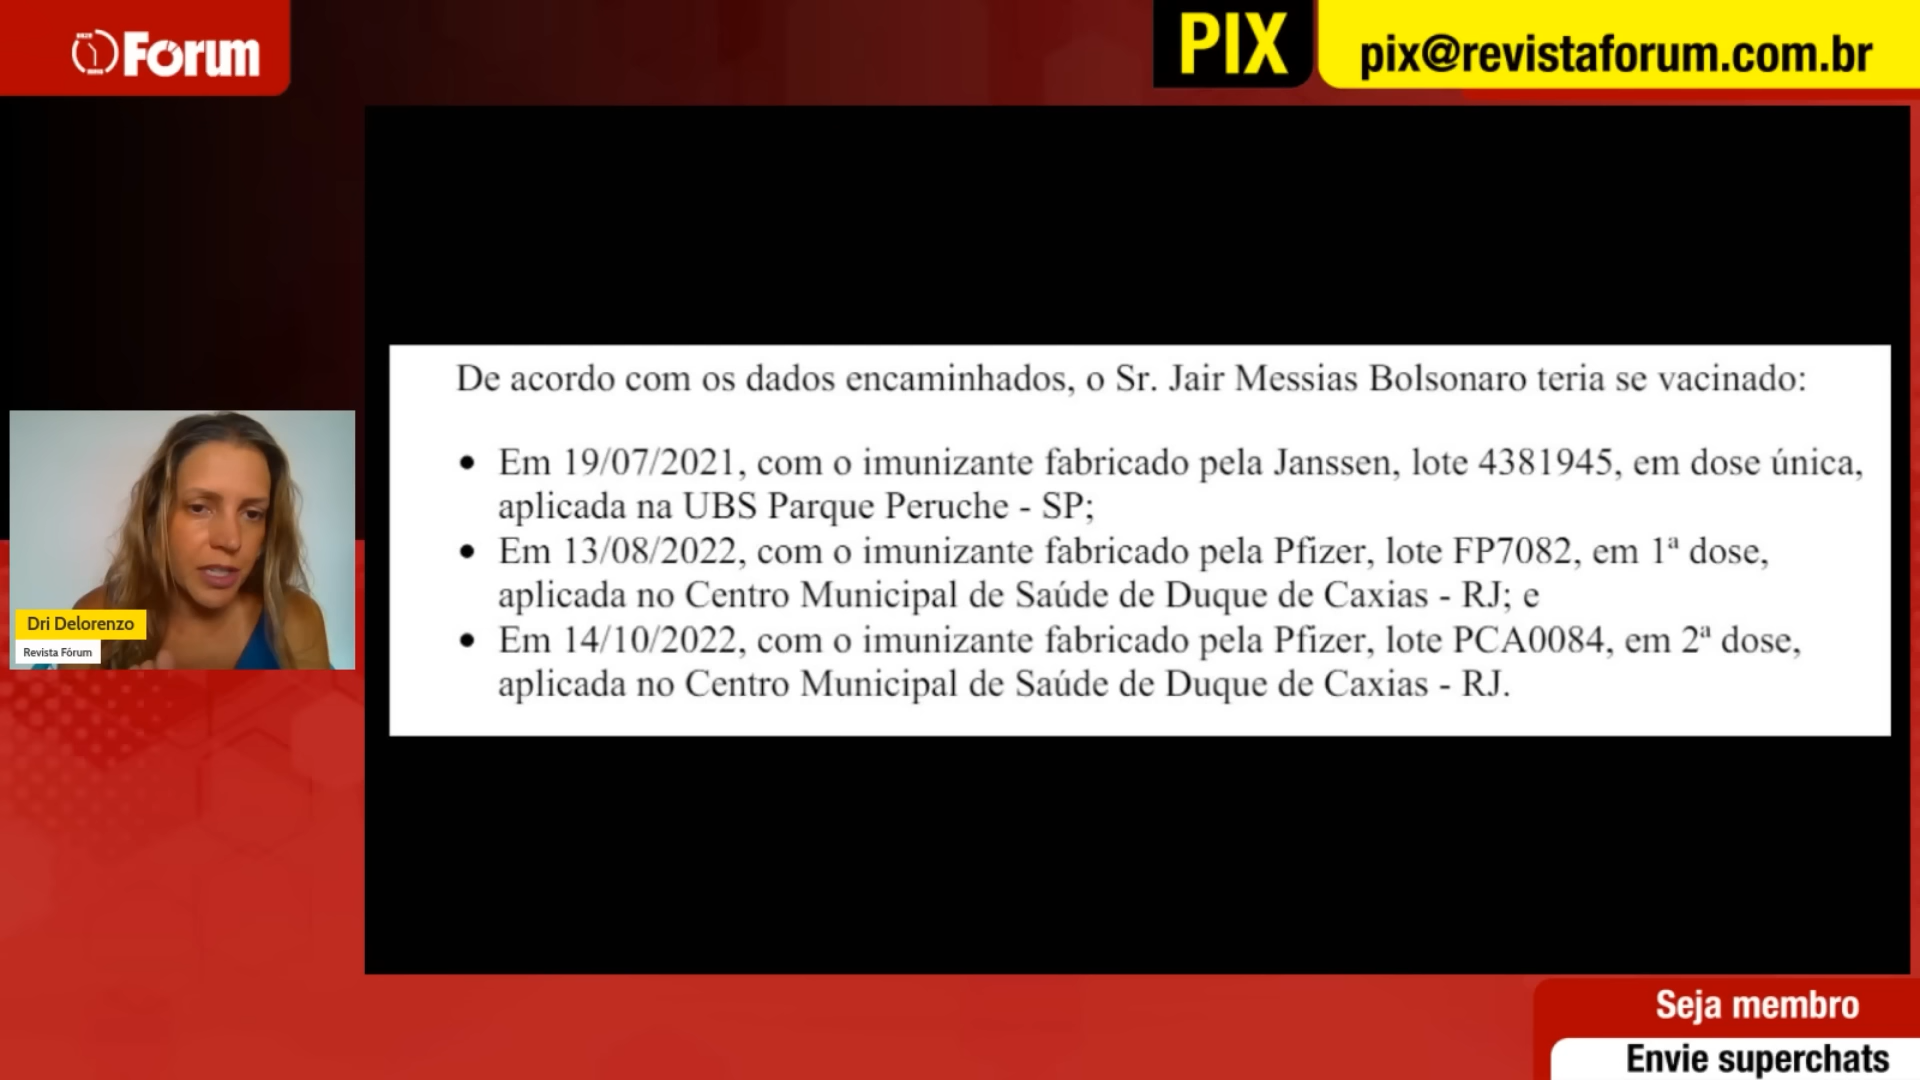 Fórum
PIX
pix@revistaforum.com.br
De acordo com os dados encaminhados, o Sr. Jair Messias Bolsonaro teria se vacinado:
• Em 19/07/2021, com o imunizante fabricado pela Janssen, lote 4381945, em dose única,
aplicada na UBS Parque Peruche - SP;
• Em 13/08/2022, com o imunizante fabricado pela Pfizer, lote FP7082, em 1ª dose,
aplicada no Centro Municipal de Saúde de Duque de Caxias - RJ; e
• Em 14/10/2022, com o imunizante fabricado pela Pfizer, lote PCA0084, em 2ª dose,
aplicada no Centro Municipal de Saúde de Duque de Caxias - RJ.
Dri Delorenzo
Revista Fórum
Seja membro
Envie superchats